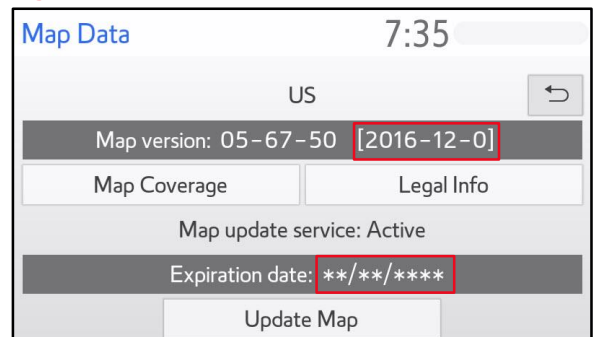 Map Data 7:35
US
Map version: 05-67-50 [2016-12-0]
Map Coverage Legal Info
Map update service: Active
Expiration date: **/**/****
Update Map